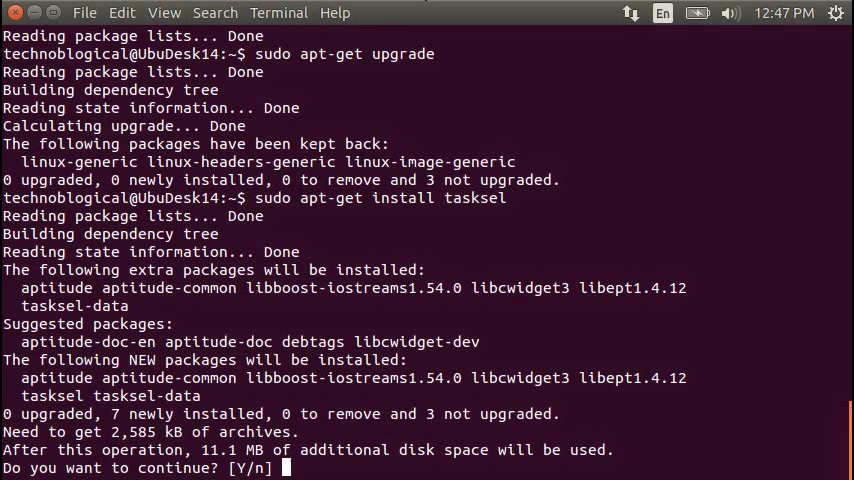 File Edit View Search Terminal Help En 12:47 PM
Reading package lists... Done
technoblogical@UbuDesk14:~$ sudo apt-get upgrade
Reading package lists... Done
Building dependency tree
Reading state information... Done
Calculating upgrade... Done
The following packages have been kept back:
  linux-generic linux-headers-generic linux-image-generic
0 upgraded, 0 newly installed, 0 to remove and 3 not upgraded.
technoblogical@UbuDesk14:~$ sudo apt-get install tasksel
Reading package lists... Done
Building dependency tree
Reading state information... Done
The following extra packages will be installed:
  aptitude aptitude-common libboost-iostreams1.54.0 libcwidget3 libept1.4.12
  tasksel-data
Suggested packages:
  aptitude-doc-en aptitude-doc debtags libcwidget-dev
The following NEW packages will be installed:
  aptitude aptitude-common libboost-iostreams1.54.0 libcwidget3 libept1.4.12
  tasksel tasksel-data
0 upgraded, 7 newly installed, 0 to remove and 3 not upgraded.
Need to get 2,585 kB of archives.
After this operation, 11.1 MB of additional disk space will be used.
Do you want to continue? [Y/n]